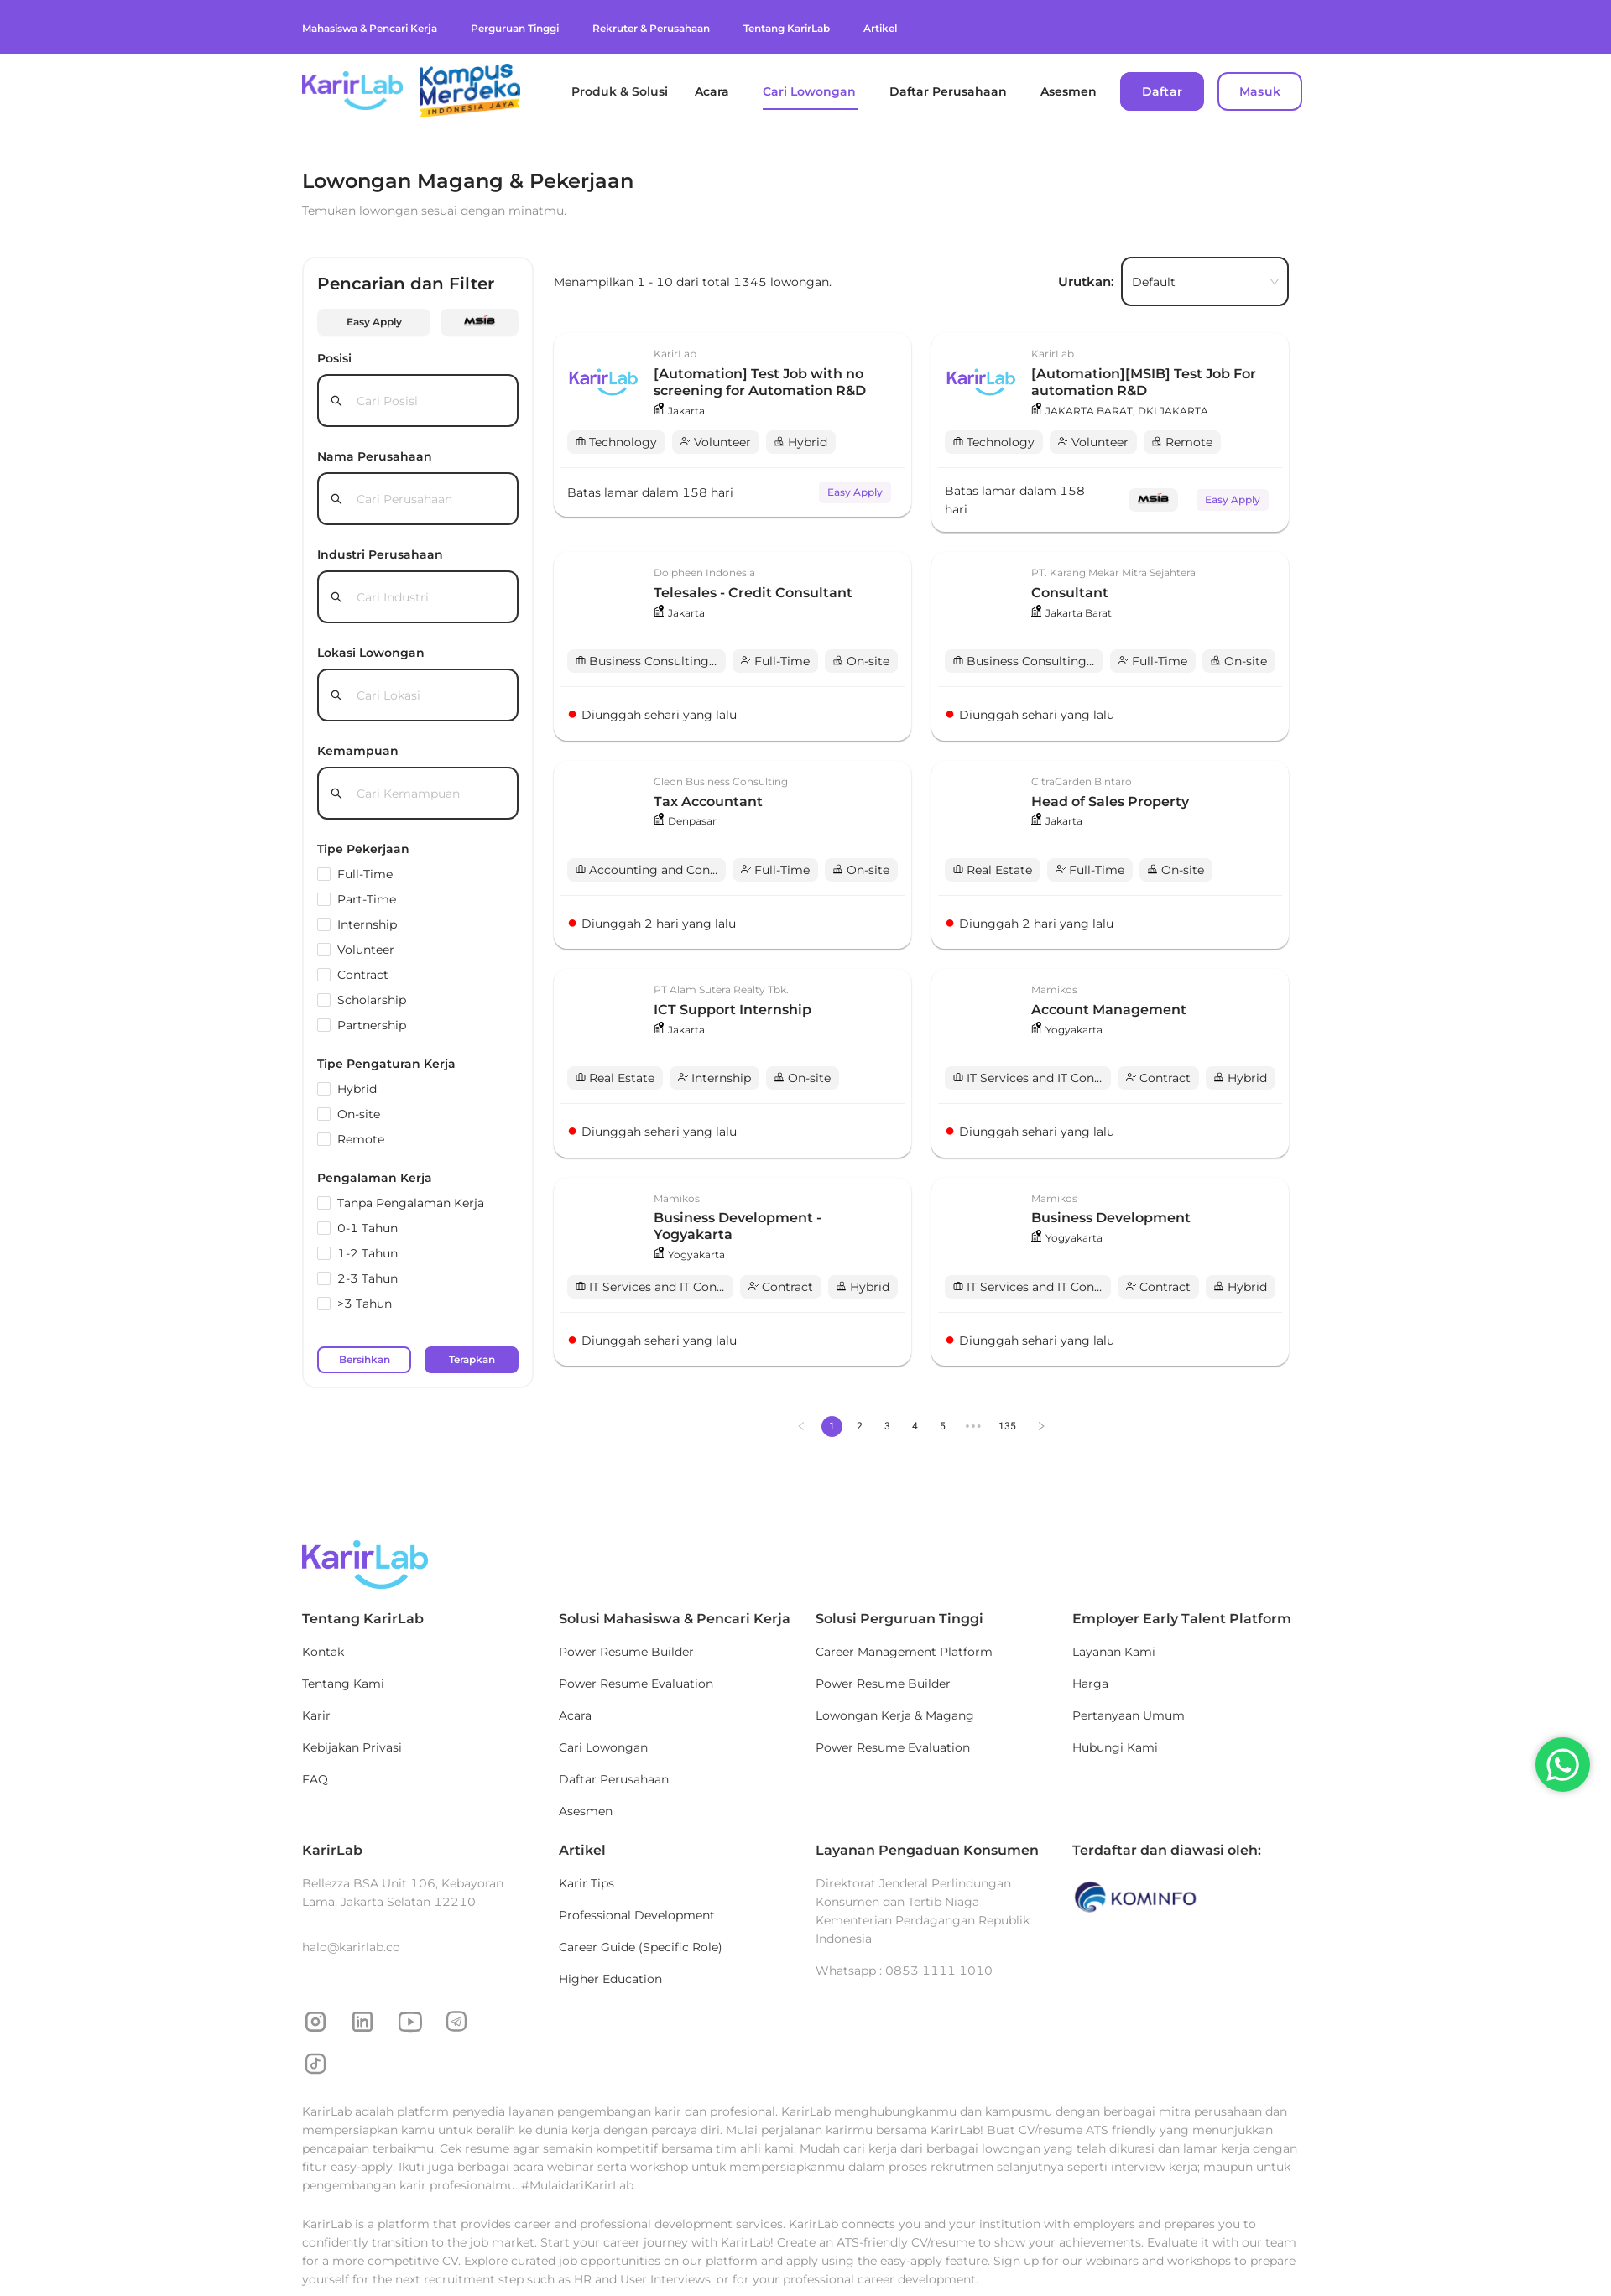 Mahasiswa & Pencari Kerja
Perguruan Tinggi
Rekruter & Perusahaan
Tentang KarirLab
Artikel
KarirLab
Kampus
Merdeka
INDONESIA JAYA
Produk & Solusi
Acara
Cari Lowongan
Daftar Perusahaan
Asesmen
Daftar
Masuk
Lowongan Magang & Pekerjaan
Temukan lowongan sesuai dengan minatmu.
Pencarian dan Filter
Easy Apply
MSIB
Posisi
Cari Posisi
Nama Perusahaan
Cari Perusahaan
Industri Perusahaan
Cari Industri
Lokasi Lowongan
Cari Lokasi
Kemampuan
Cari Kemampuan
Tipe Pekerjaan
Full-Time
Part-Time
Internship
Volunteer
Contract
Scholarship
Partnership
Tipe Pengaturan Kerja
Hybrid
On-site
Remote
Pengalaman Kerja
Tanpa Pengalaman Kerja
0-1 Tahun
1-2 Tahun
2-3 Tahun
>3 Tahun
Bersihkan
Terapkan
Menampilkan 1 - 10 dari total 1345 lowongan.
Urutkan:
Default
KarirLab
KarirLab
[Automation] Test Job with no
screening for Automation R&D
Jakarta
Technology
Volunteer
Hybrid
Batas lamar dalam 158 hari
Easy Apply
KarirLab
KarirLab
[Automation][MSIB] Test Job For
automation R&D
JAKARTA BARAT, DKI JAKARTA
Technology
Volunteer
Remote
Batas lamar dalam 158
hari
MSIB
Easy Apply
Dolpheen Indonesia
Telesales - Credit Consultant
Jakarta
Business Consulting...
Full-Time
On-site
Diunggah sehari yang lalu
PT. Karang Mekar Mitra Sejahtera
Consultant
Jakarta Barat
Business Consulting...
Full-Time
On-site
Diunggah sehari yang lalu
Cleon Business Consulting
Tax Accountant
Denpasar
Accounting and Con...
Full-Time
On-site
Diunggah 2 hari yang lalu
CitraGarden Bintaro
Head of Sales Property
Jakarta
Real Estate
Full-Time
On-site
Diunggah 2 hari yang lalu
PT Alam Sutera Realty Tbk.
ICT Support Internship
Jakarta
Real Estate
Internship
On-site
Diunggah sehari yang lalu
Mamikos
Account Management
Yogyakarta
IT Services and IT Con...
Contract
Hybrid
Diunggah sehari yang lalu
Mamikos
Business Development -
Yogyakarta
Yogyakarta
IT Services and IT Con...
Contract
Hybrid
Diunggah sehari yang lalu
Mamikos
Business Development
Yogyakarta
IT Services and IT Con...
Contract
Hybrid
Diunggah sehari yang lalu
1 2 3 4 5 ••• 135
KarirLab
Tentang KarirLab
Kontak
Tentang Kami
Karir
Kebijakan Privasi
FAQ
Solusi Mahasiswa & Pencari Kerja
Power Resume Builder
Power Resume Evaluation
Acara
Cari Lowongan
Daftar Perusahaan
Asesmen
Solusi Perguruan Tinggi
Career Management Platform
Power Resume Builder
Lowongan Kerja & Magang
Power Resume Evaluation
Employer Early Talent Platform
Layanan Kami
Harga
Pertanyaan Umum
Hubungi Kami
KarirLab
Bellezza BSA Unit 106, Kebayoran
Lama, Jakarta Selatan 12210
halo@karirlab.co
Artikel
Karir Tips
Professional Development
Career Guide (Specific Role)
Higher Education
Layanan Pengaduan Konsumen
Direktorat Jenderal Perlindungan
Konsumen dan Tertib Niaga
Kementerian Perdagangan Republik
Indonesia
Whatsapp : 0853 1111 1010
Terdaftar dan diawasi oleh:
KOMINFO
KarirLab adalah platform penyedia layanan pengembangan karir dan profesional. KarirLab menghubungkanmu dan kampusmu dengan berbagai mitra perusahaan dan
mempersiapkan kamu untuk beralih ke dunia kerja dengan percaya diri. Mulai perjalanan karirmu bersama KarirLab! Buat CV/resume ATS friendly yang menunjukkan
pencapaian terbaikmu. Cek resume agar semakin kompetitif bersama tim ahli kami. Mudah cari kerja dari berbagai lowongan yang telah dikurasi dan lamar kerja dengan
fitur easy-apply. Ikuti juga berbagai acara webinar serta workshop untuk mempersiapkanmu dalam proses rekrutmen selanjutnya seperti interview kerja; maupun untuk
pengembangan karir profesionalmu. #MulaidariKarirLab
KarirLab is a platform that provides career and professional development services. KarirLab connects you and your institution with employers and prepares you to
confidently transition to the job market. Start your career journey with KarirLab! Create an ATS-friendly CV/resume to show your achievements. Evaluate it with our team
for a more competitive CV. Explore curated job opportunities on our platform and apply using the easy-apply feature. Sign up for our webinars and workshops to prepare
yourself for the next recruitment step such as HR and User Interviews, or for your professional career development.